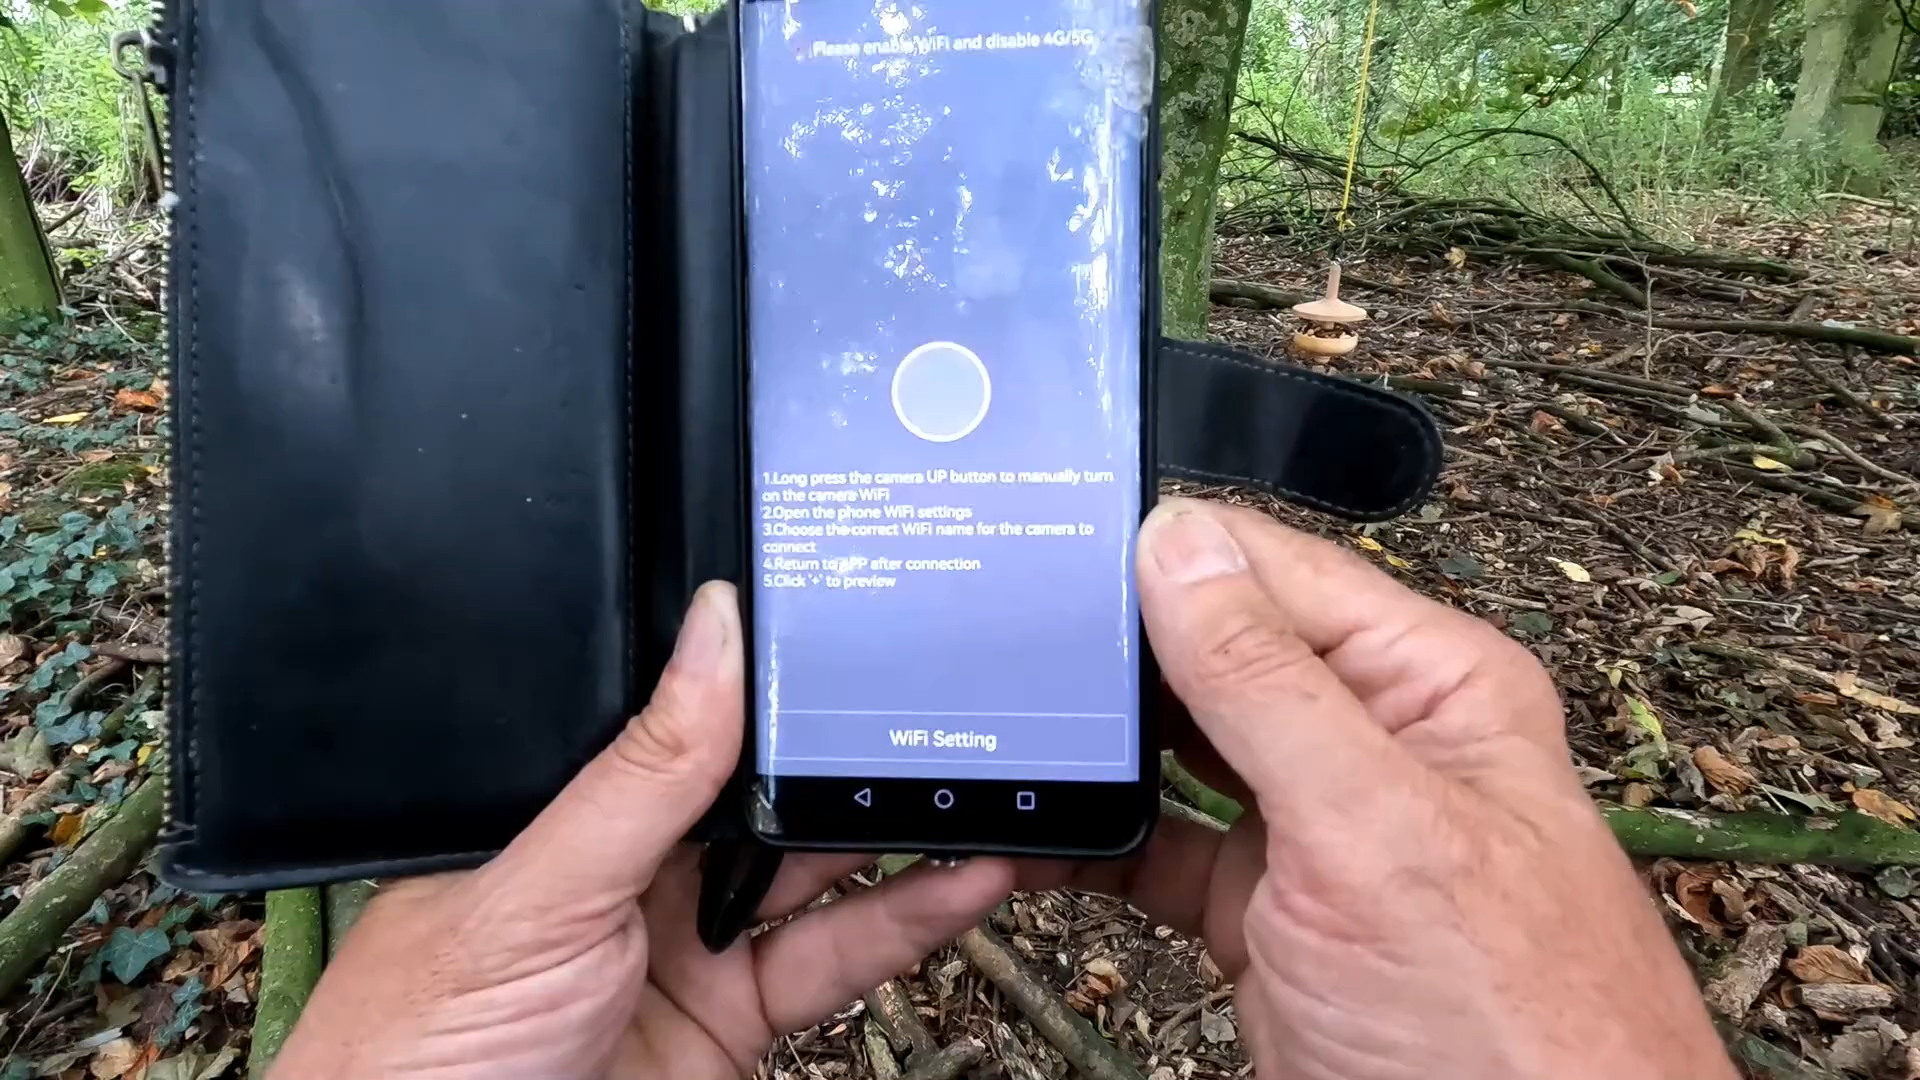 Please enable WiFi and disable 4G/5G
1.Long press the camera UP button to manually turn
on the camera WiFi
2.Open the phone WiFi settings
3.Choose the correct WiFi name for the camera to
connect
4.Return to APP after connection
5.Click '+' to preview
WiFi Setting